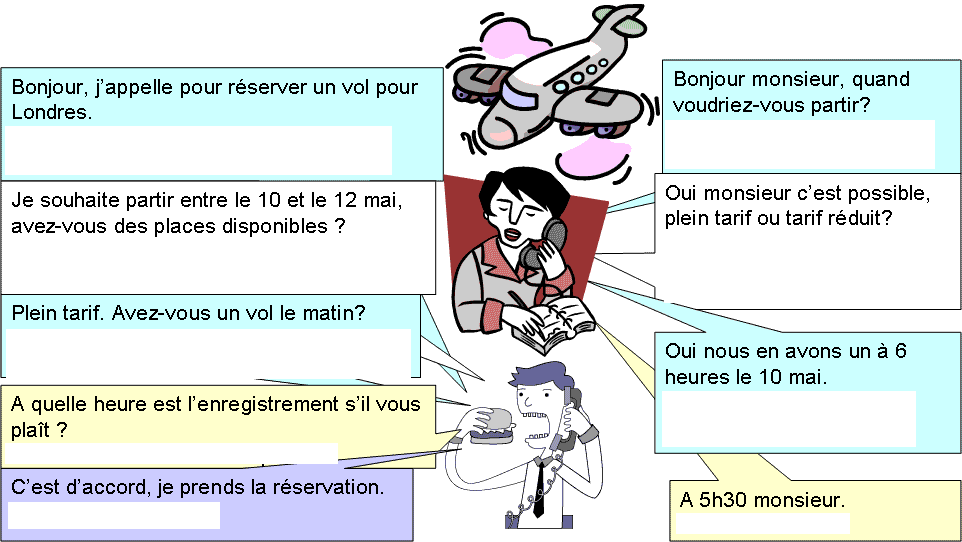 Bonjour, j’appelle pour réserver un vol pour
Londres.
Bonjour monsieur, quand
voudriez-vous partir?
Je souhaite partir entre le 10 et le 12 mai,
avez-vous des places disponibles ?
Oui monsieur c’est possible,
plein tarif ou tarif réduit?
Plein tarif. Avez-vous un vol le matin?
Oui nous en avons un à 6
heures le 10 mai.
A quelle heure est l’enregistrement s’il vous
plaît ?
A 5h30 monsieur.
C’est d’accord, je prends la réservation.